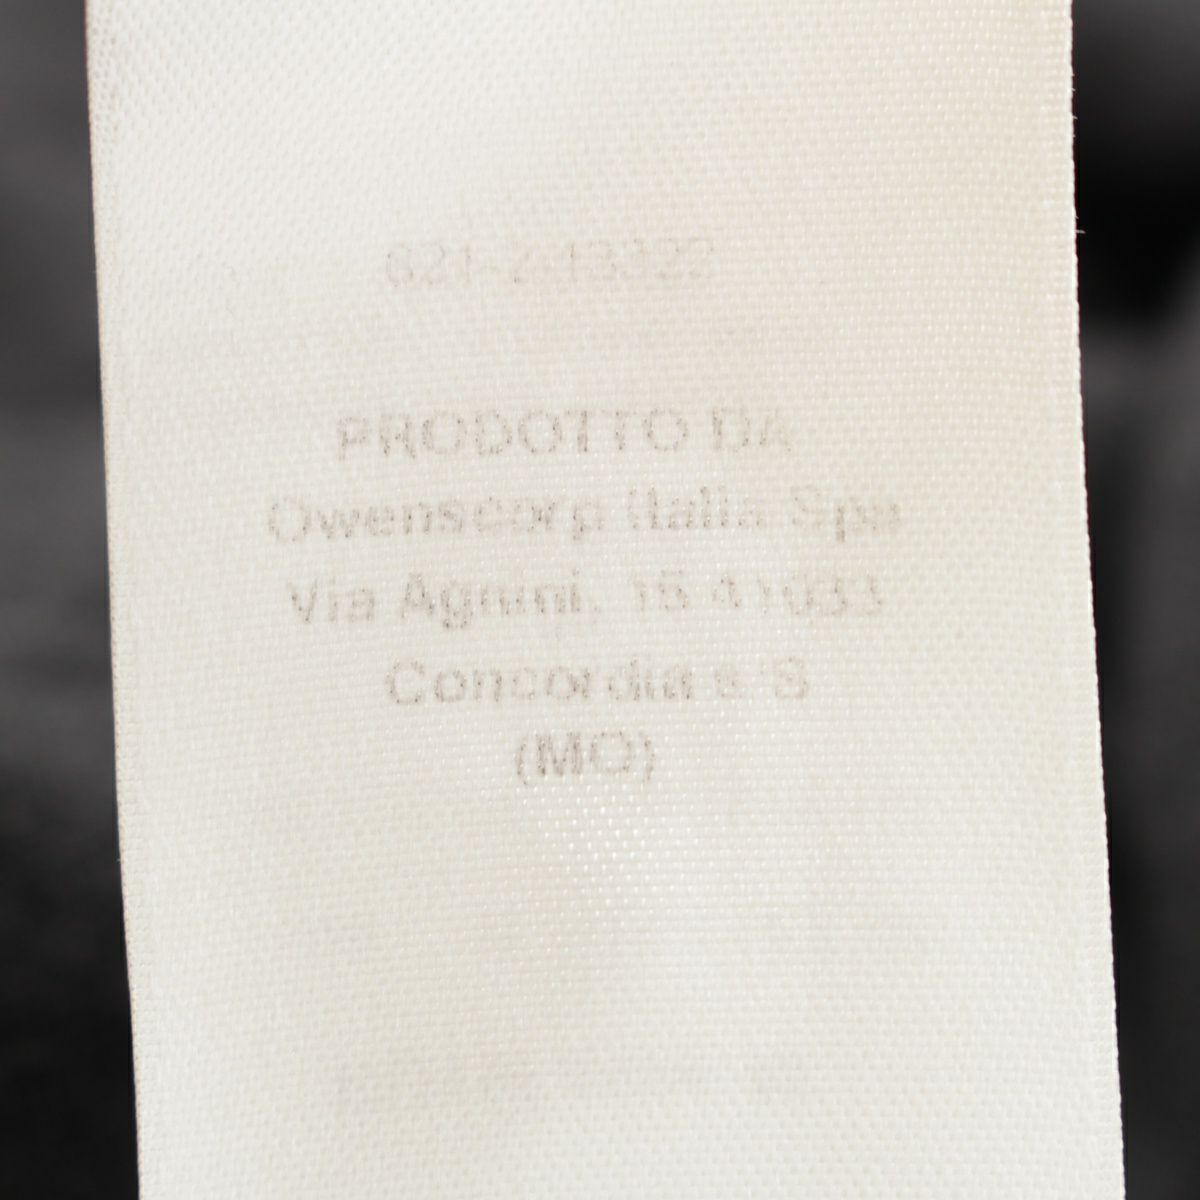 PRODOTTO DA
Owenscorp Italia Spa
Via Agnini, 15 41033
Concordia s/S
(MO)